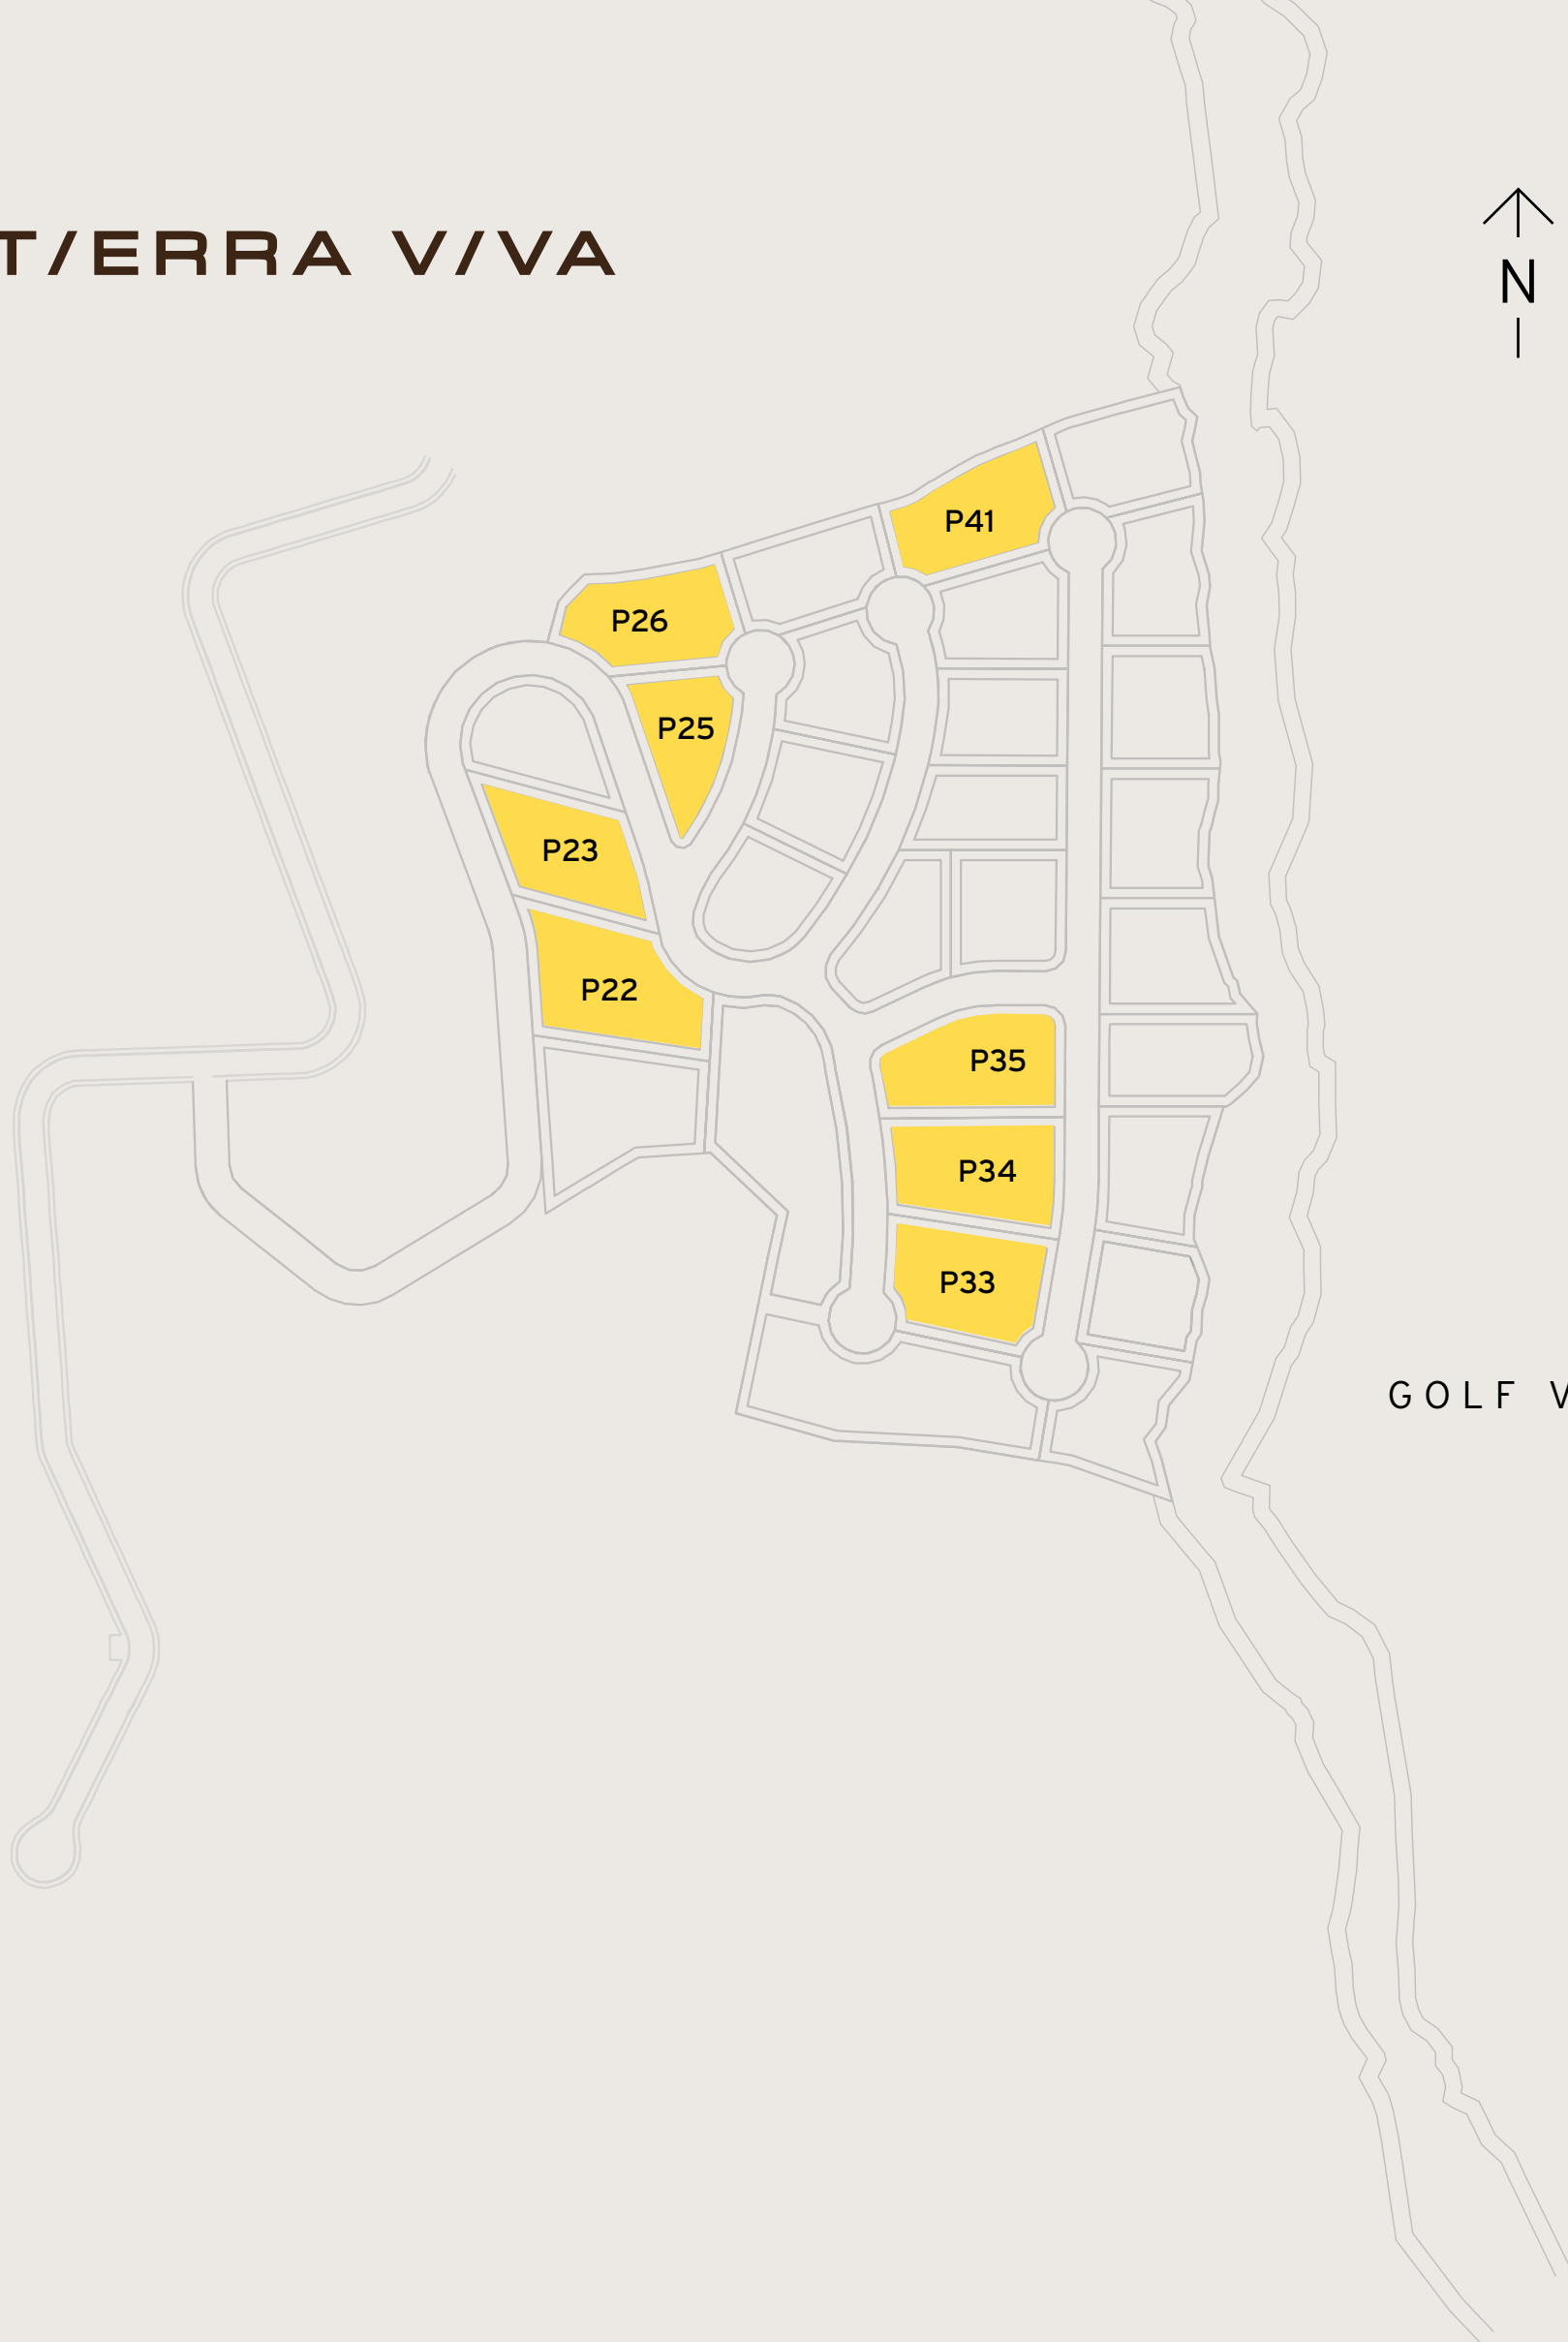 T/ERRA V/VA
N
P41
P26
P25
P23
P22
P35
P34
P33
GOLF V